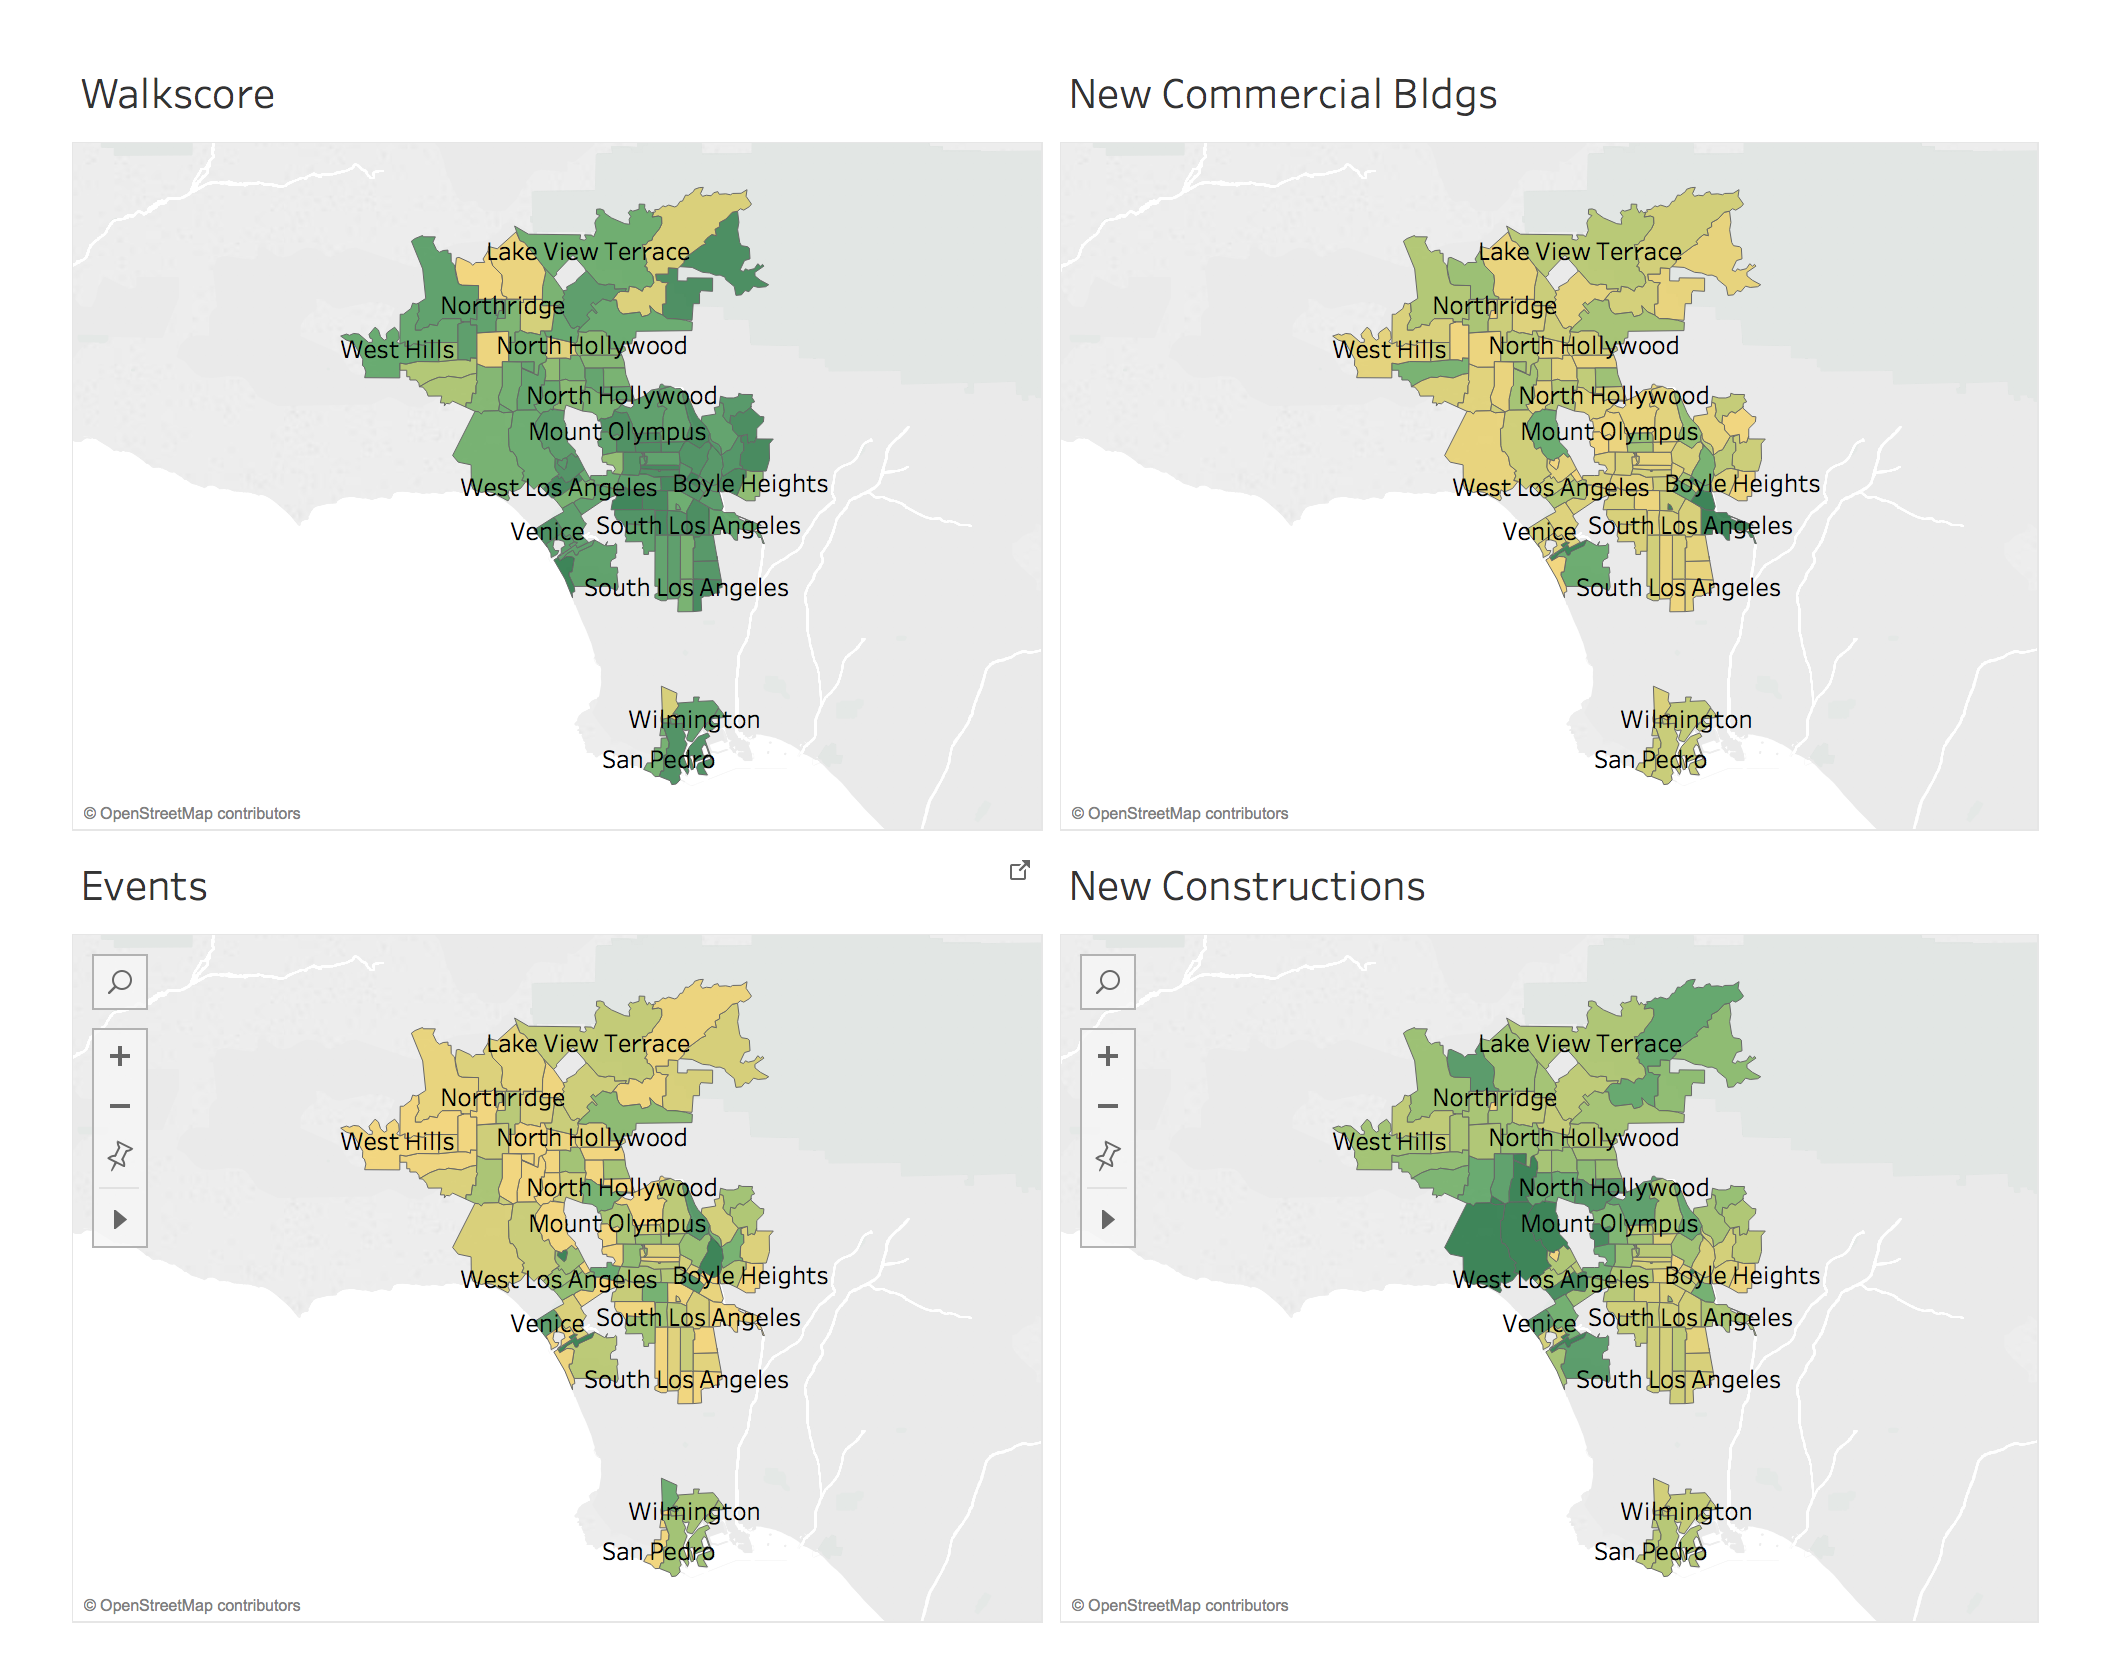 Walkscore
Lake View Terrace
Northridge
West Hills
North Hollywood
North Hollywood
Mount Olympus
West Los Angeles
Boyle Heights
Venice
South Los Angeles
South Los Angeles
Wilmington
San Pedro
© OpenStreetMap contributors
New Commercial Bldgs
Lake View Terrace
Northridge
West Hills
North Hollywood
North Hollywood
Mount Olympus
West Los Angeles
Boyle Heights
Venice
South Los Angeles
South Los Angeles
Wilmington
San Pedro
© OpenStreetMap contributors
Events
Lake View Terrace
Northridge
West Hills
North Hollywood
North Hollywood
Mount Olympus
West Los Angeles
Boyle Heights
Venice
South Los Angeles
South Los Angeles
Wilmington
San Pedro
© OpenStreetMap contributors
New Constructions
Lake View Terrace
Northridge
West Hills
North Hollywood
North Hollywood
Mount Olympus
West Los Angeles
Boyle Heights
Venice
South Los Angeles
South Los Angeles
Wilmington
San Pedro
© OpenStreetMap contributors